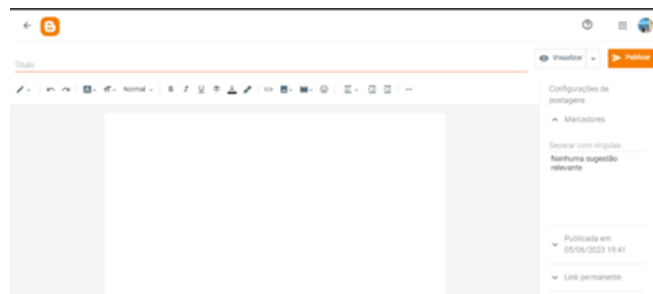 Visualizar
Publicar
Título
Normal
B I U
Configurações de
postagens
Marcadores
Separar com vírgulas
Nenhuma sugestão
relevante
Publicada em
05/06/2023 19:41
Link permanente